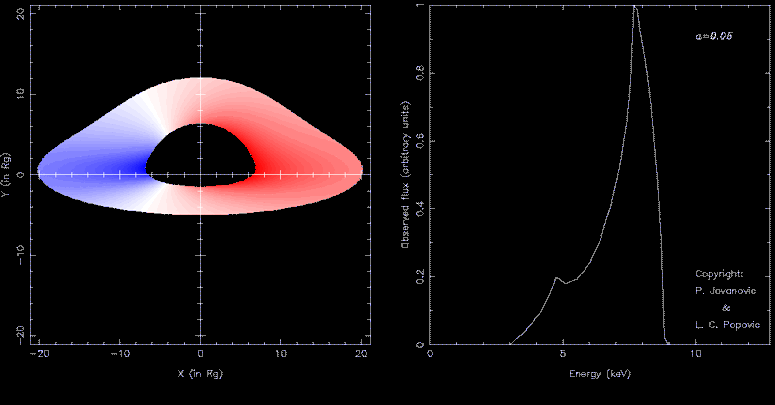 20
10
0
−10
−20
Y (in Rg)
−20 −10 0 10 20
X (in Rg)
1
0.8
0.6
0.4
0.2
0
Observed flux (arbitrary units)
a=0.05
Copyright:
P. Jovanovic
&
L. C. Popovic
0 5 10
Energy (keV)